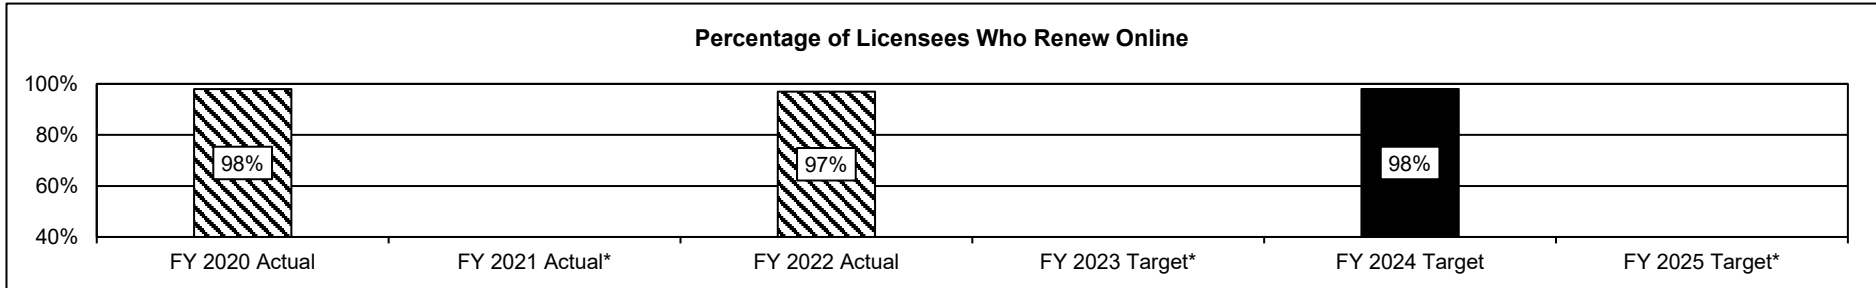 Percentage of Licensees Who Renew Online
100%
80%
60%
40%
98%
97%
98%
FY 2020 Actual
FY 2021 Actual*
FY 2022 Actual
FY 2023 Target*
FY 2024 Target
FY 2025 Target*